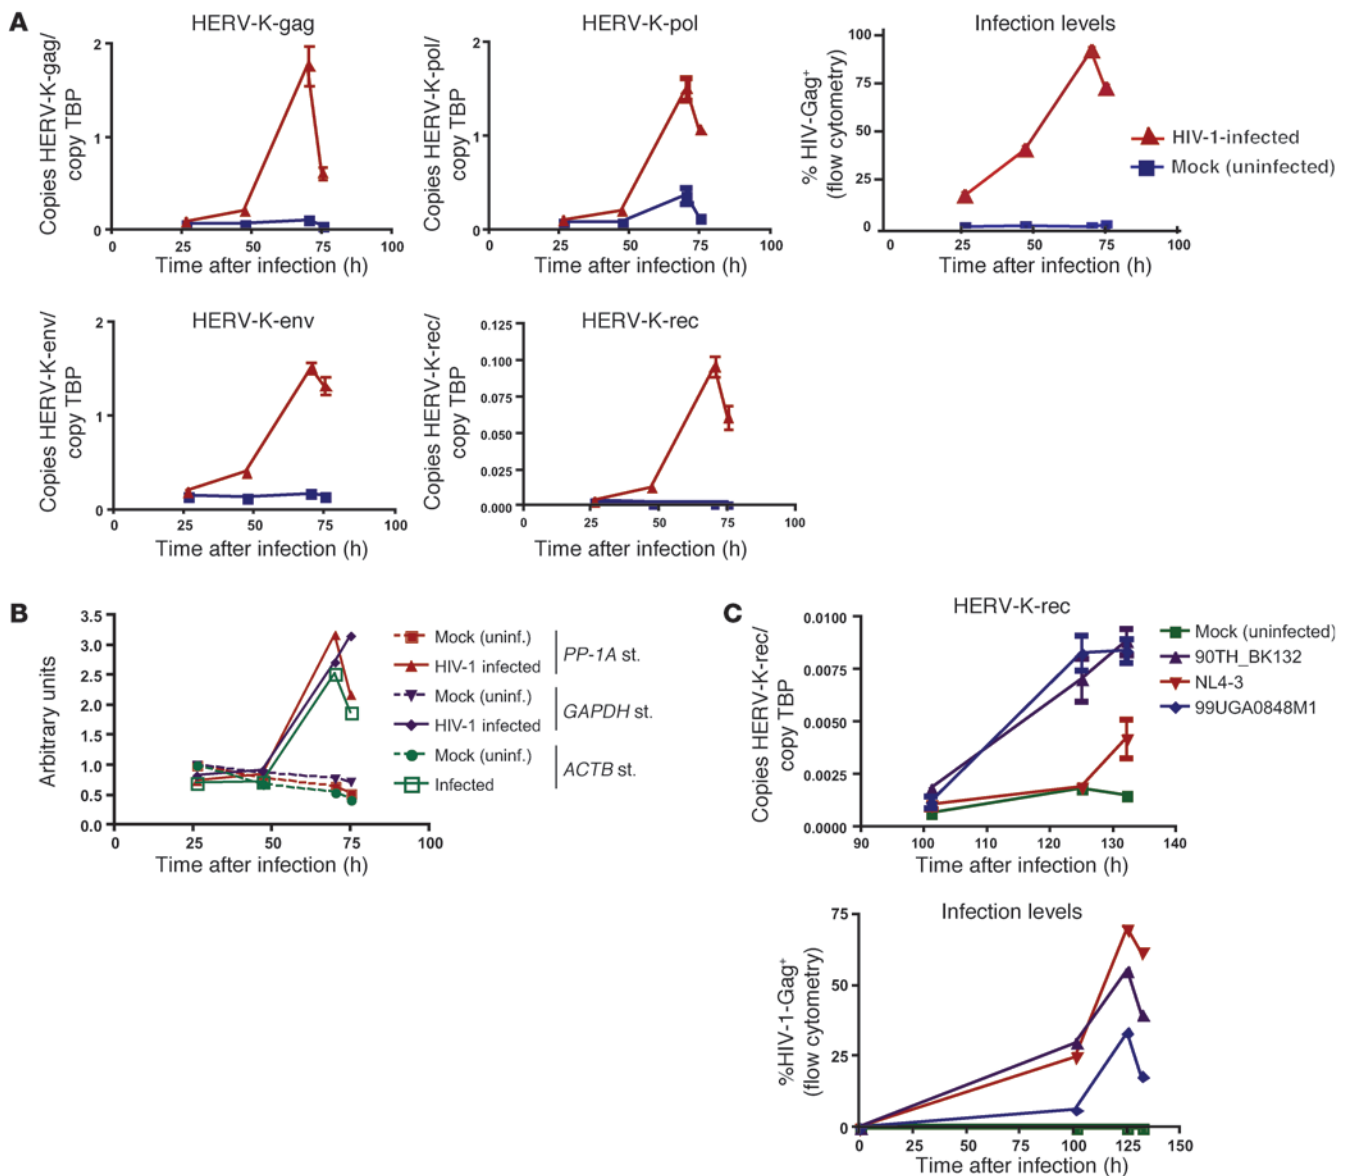 A
HERV-K-gag
Copies HERV-K-gag/
copy TBP
2
1
0
0 25 50 75 100
Time after infection (h)
HERV-K-pol
Copies HERV-K-pol/
copy TBP
2
1
0
0 25 50 75 100
Time after infection (h)
Infection levels
% HIV-Gag+
(flow cytometry)
100
75
50
25
0
0 25 50 75 100
Time after infection (h)
HIV-1-infected
Mock (uninfected)
HERV-K-env
Copies HERV-K-env/
copy TBP
2
1
0
0 25 50 75 100
Time after infection (h)
HERV-K-rec
Copies HERV-K-rec/
copy TBP
0.125
0.100
0.075
0.050
0.025
0.000
0 25 50 75 100
Time after infection (h)
B
Arbitrary units
3.5
3.0
2.5
2.0
1.5
1.0
0.5
0.0
0 25 50 75 100
Time after infection (h)
Mock (uninf.)
HIV-1 infected
PP-1A st.
Mock (uninf.)
HIV-1 infected
GAPDH st.
Mock (uninf.)
Infected
ACTB st.
C
HERV-K-rec
Copies HERV-K-rec/
copy TBP
0.0100
0.0075
0.0050
0.0025
0.0000
90 100 110 120 130 140
Time after infection (h)
Mock (uninfected)
90TH_BK132
NL4-3
99UGA0848M1
Infection levels
%HIV-1-Gag+
(flow cytometry)
75
50
25
0
0 25 50 75 100 125 150
Time after infection (h)